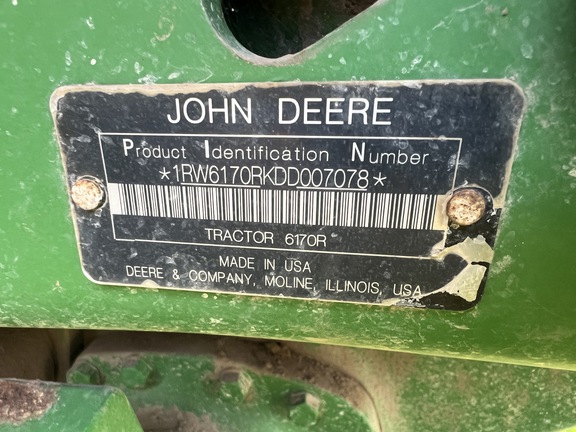 JOHN DEERE
Product Identification Number
*1RW6170RKDD007078*
TRACTOR 6170R
MADE IN USA
DEERE & COMPANY, MOLINE, ILLINOIS, USA